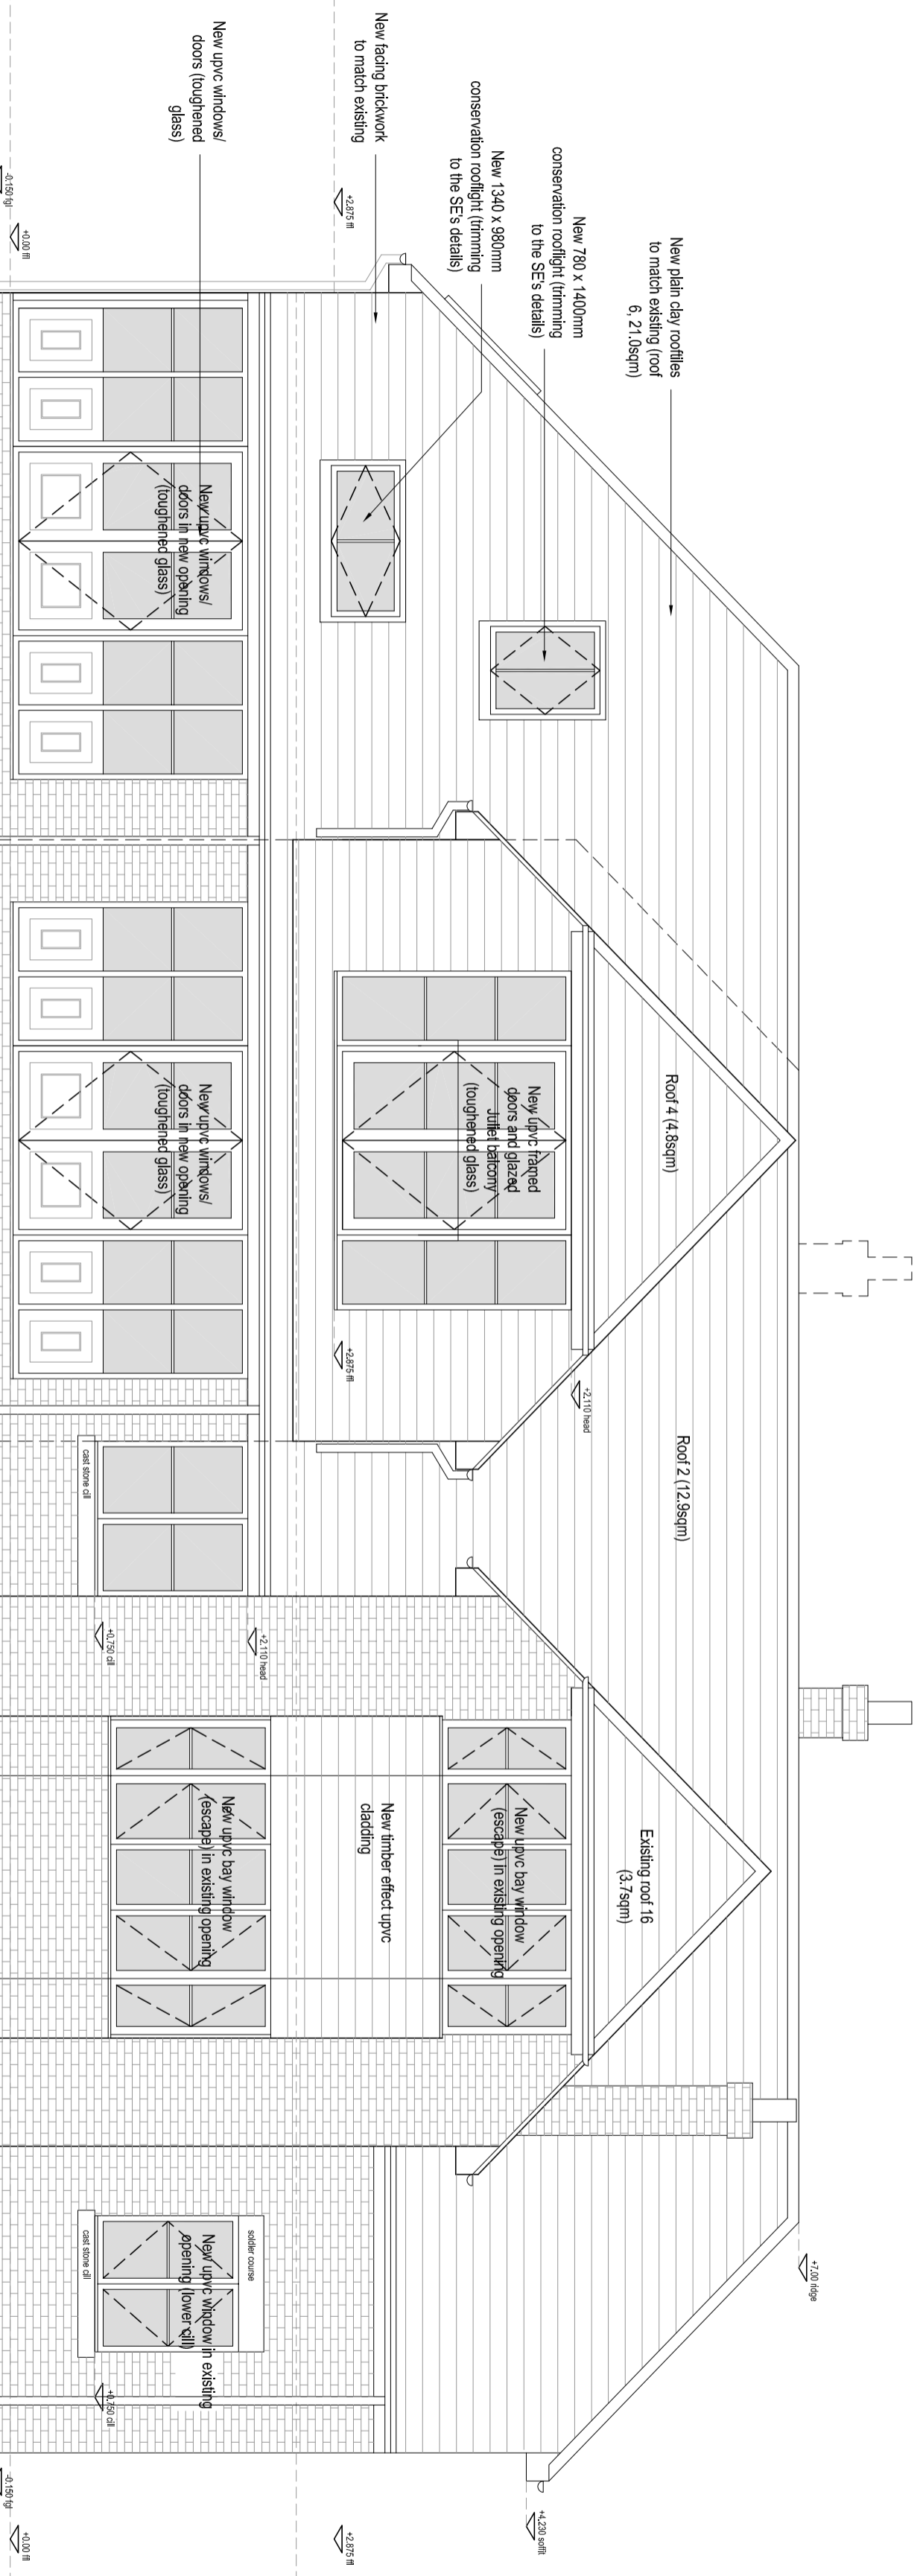 New plain clay rooftiles
to match existing (roof
6, 21.0sqm)
New 780 x 1400mm
conservation rooflight (trimming
to the SE's details)
New 1340 x 980mm
conservation rooflight (trimming
to the SE's details)
New facing brickwork
to match existing
New upvc windows/
doors (toughened
glass)
+2.875 ffl
+0.00 ffl
-0.150 fgl
New upvc windows/
doors in new opening
(toughened glass)
Roof 4 (4.8sqm)
New upvc framed
doors and glazed
Juliet balcony
(toughened glass)
New upvc windows/
doors in new opening
(toughened glass)
+2.875 ffl
+2.110 head
Roof 2 (12.9sqm)
cast stone cill
+0.750 cill
+2.110 head
Existing roof 16
(3.7sqm)
New upvc bay window
(escape) in existing opening
New timber effect upvc
cladding
New upvc bay window
(escape) in existing opening
soldier course
New upvc window in existing
opening (lower cill)
cast stone cill
+0.750 cill
+7.00 ridge
+4.230 soffit
+2.875 ffl
+0.00 ffl
-0.150 fgl